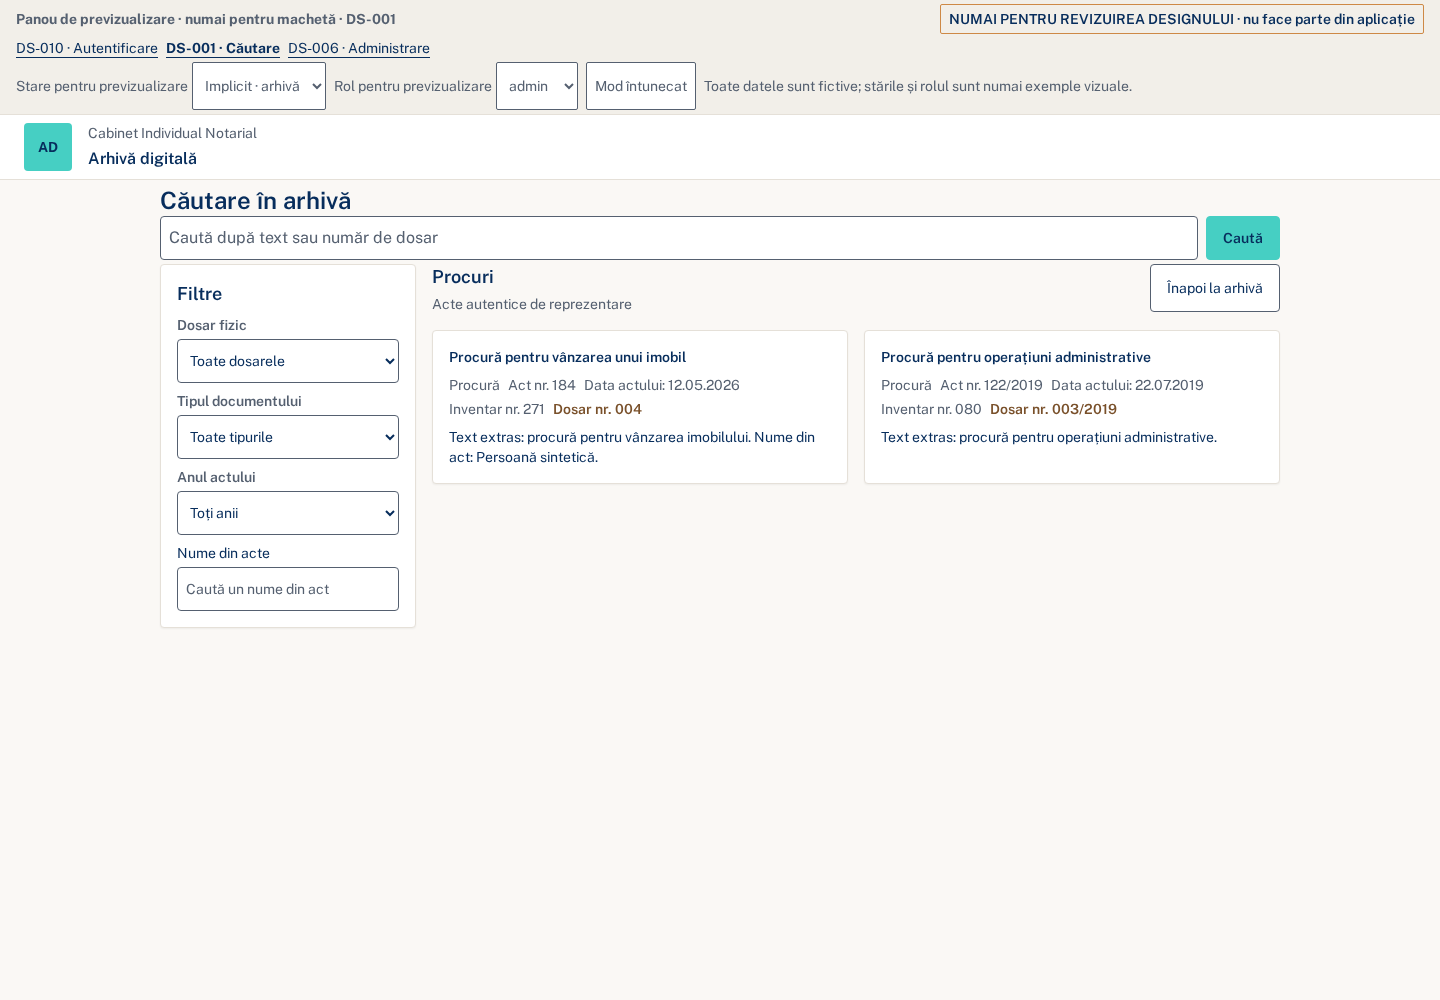 Panou de previzualizare · numai pentru machetă · DS-001
NUMAI PENTRU REVIZUIREA DESIGNULUI · nu face parte din aplicație
DS-010 · Autentificare DS-001 · Căutare DS-006 · Administrare
Stare pentru previzualizare Implicit · arhivă Rol pentru previzualizare admin Mod întunecat Toate datele sunt fictive; stările și rolul sunt numai exemple vizuale.
AD
Cabinet Individual Notarial
Arhivă digitală
Căutare în arhivă
Caută după text sau număr de dosar
Caută
Filtre
Dosar fizic
Toate dosarele
Tipul documentului
Toate tipurile
Anul actului
Toți anii
Nume din acte
Caută un nume din act
Procuri
Acte autentice de reprezentare
Înapoi la arhivă
Procură pentru vânzarea unui imobil
Procură Act nr. 184 Data actului: 12.05.2026
Inventar nr. 271 Dosar nr. 004
Text extras: procură pentru vânzarea imobilului. Nume din
act: Persoană sintetică.
Procură pentru operațiuni administrative
Procură Act nr. 122/2019 Data actului: 22.07.2019
Inventar nr. 080 Dosar nr. 003/2019
Text extras: procură pentru operațiuni administrative.